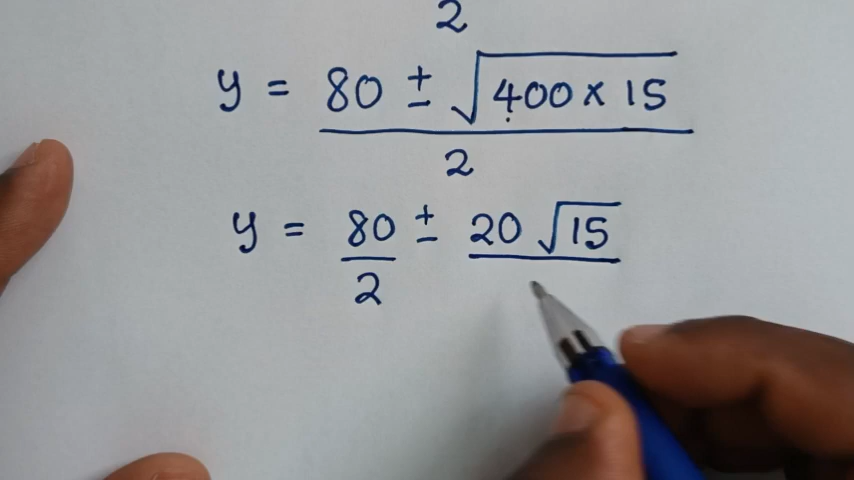 2
y = 80 ± √400 × 15
2
y = 80 ± 20 √15
2